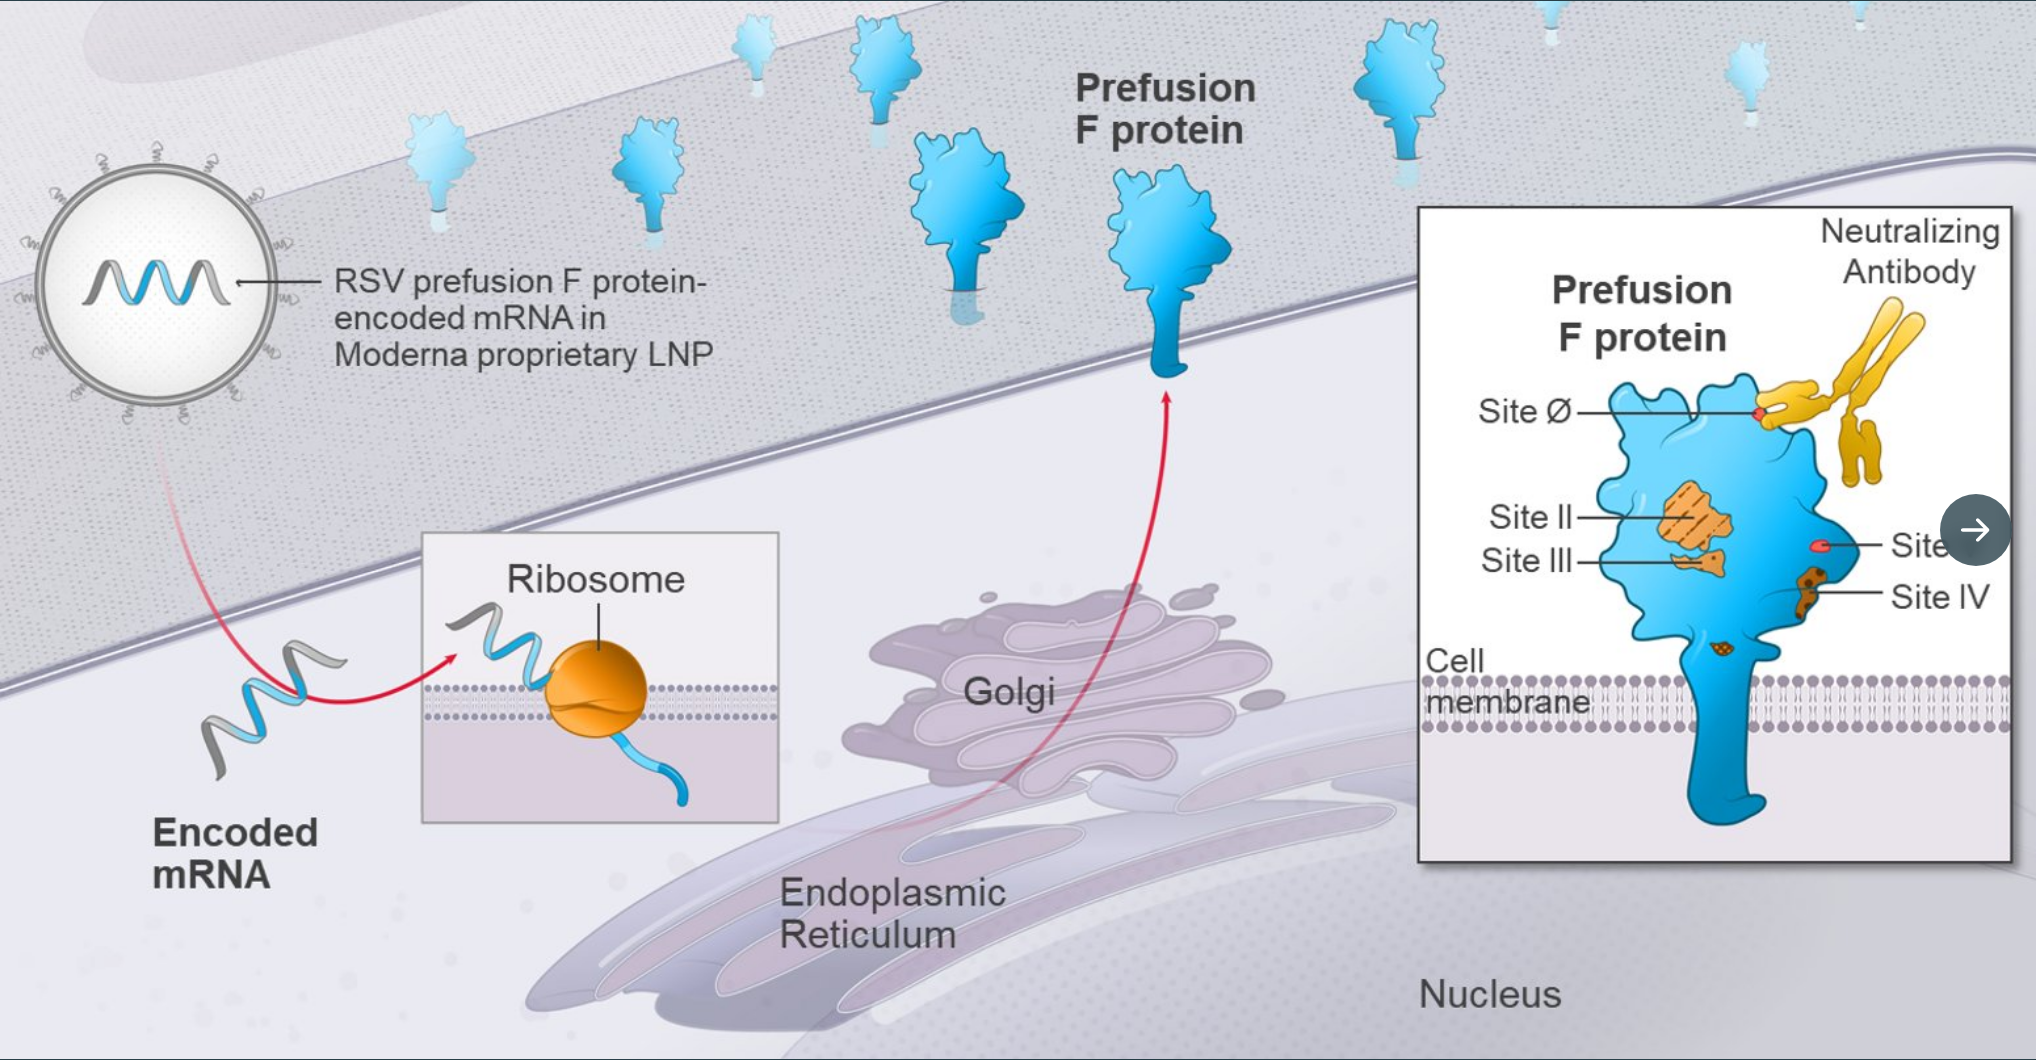 Prefusion
F protein
RSV prefusion F protein-
encoded mRNA in
Moderna proprietary LNP
Ribosome
Encoded
mRNA
Golgi
Endoplasmic
Reticulum
Nucleus
Neutralizing
Antibody
Prefusion
F protein
Site Ø
Site II
Site III
Site
Site IV
Cell
membrane